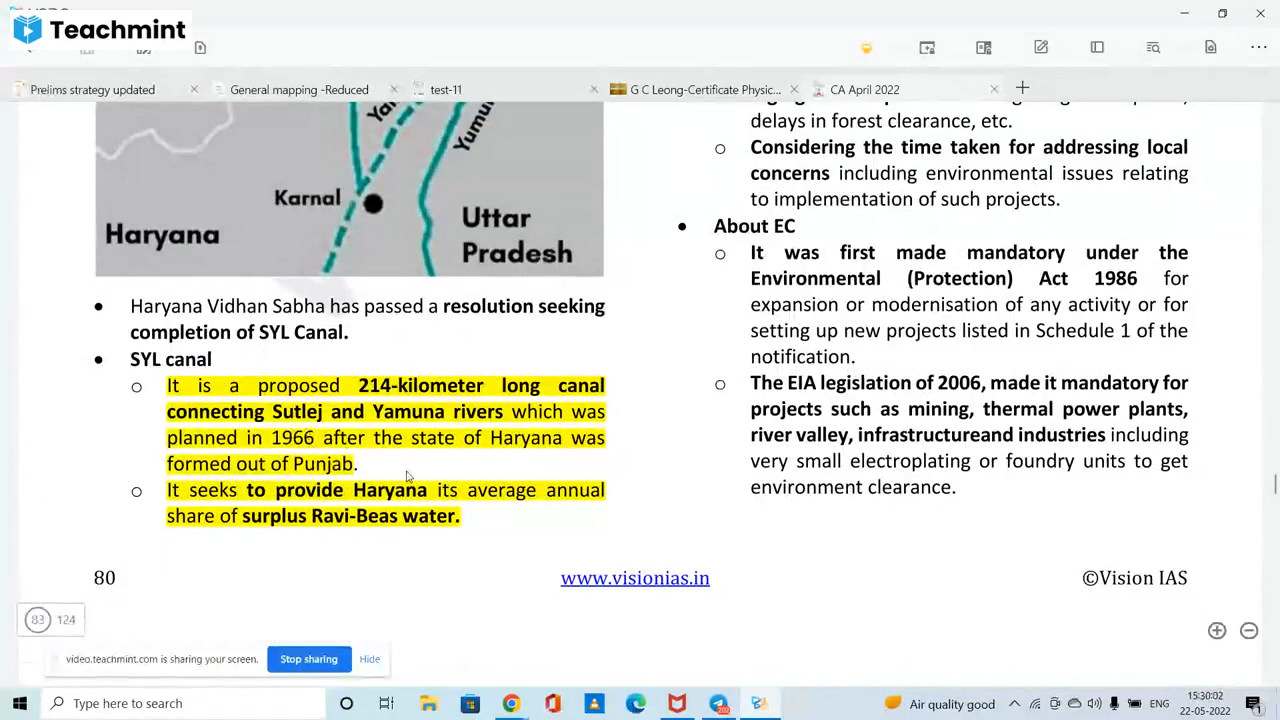 Teachmint
Prelims strategy updated
General mapping -Reduced
test-11
G C Leong-Certificate Physic...
CA April 2022
Karnal
Haryana
Uttar
Pradesh
Haryana Vidhan Sabha has passed a resolution seeking
completion of SYL Canal.
SYL canal
It is a proposed 214-kilometer long canal
connecting Sutlej and Yamuna rivers which was
planned in 1966 after the state of Haryana was
formed out of Punjab.
It seeks to provide Haryana its average annual
share of surplus Ravi-Beas water.
delays in forest clearance, etc.
Considering the time taken for addressing local
concerns including environmental issues relating
to implementation of such projects.
About EC
It was first made mandatory under the
Environmental (Protection) Act 1986 for
expansion or modernisation of any activity or for
setting up new projects listed in Schedule 1 of the
notification.
The EIA legislation of 2006, made it mandatory for
projects such as mining, thermal power plants,
river valley, infrastructureand industries including
very small electroplating or foundry units to get
environment clearance.
80
www.visionias.in
©Vision IAS
83 124
video.teachmint.com is sharing your screen.
Stop sharing
Hide
Type here to search
202
Air quality good
ENG
15:30:02
22-05-2022
1